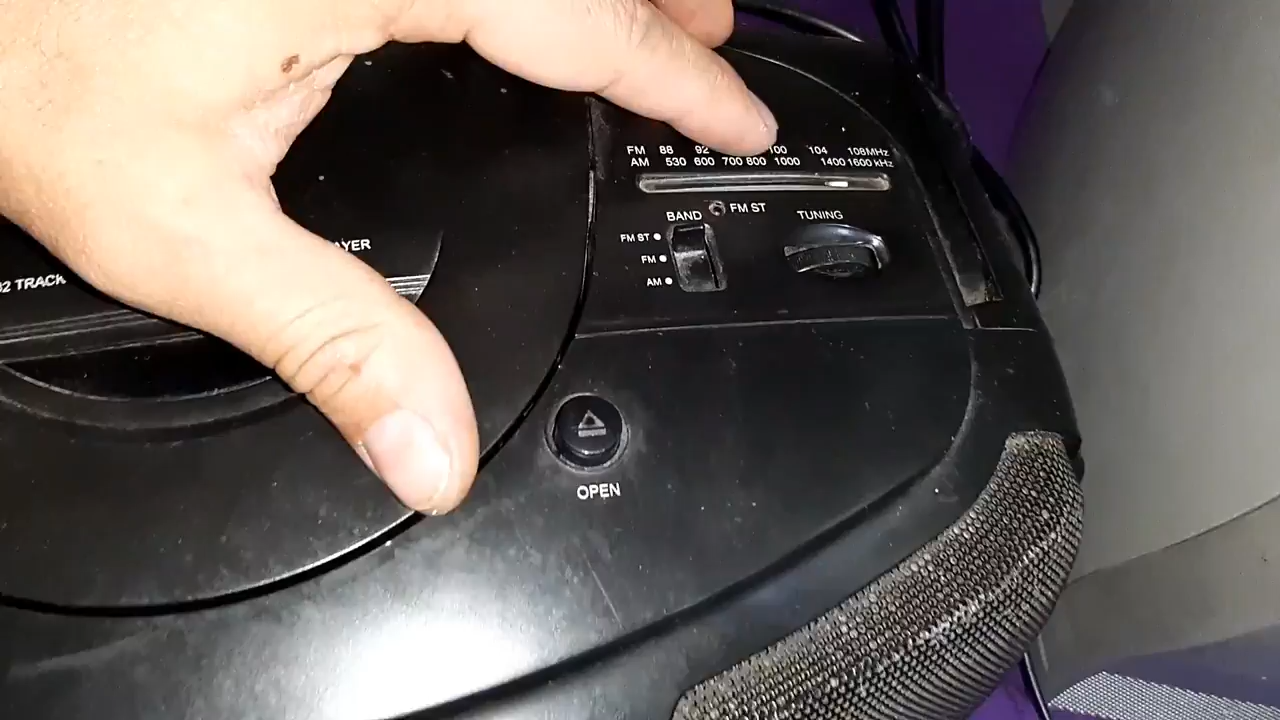 FM 88 92 100 104 108MHz
AM 530 600 700 800 1000 1400 1600 kHz
BAND FM ST TUNING
FM ST
FM
AM
AYER
32 TRACK
OPEN